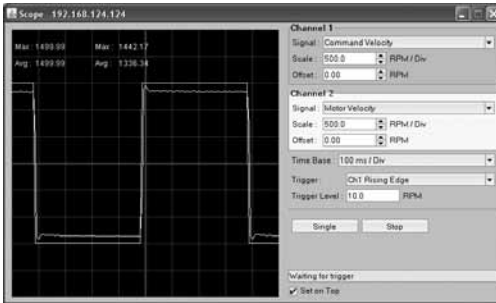 Scope 192.168.124.124
Max: 1499.99 Max: 1442.17
Avg: 1499.99 Avg: 1336.34
Channel 1
Signal: Command Velocity
Scale: 500.0 RPM / Div
Offset: 0.00 RPM
Channel 2
Signal: Motor Velocity
Scale: 500.0 RPM / Div
Offset: 0.00 RPM
Time Base: 100 ms / Div
Trigger: Ch1 Rising Edge
Trigger Level: 10.0 RPM
Single Stop
Waiting for trigger
Set on Top